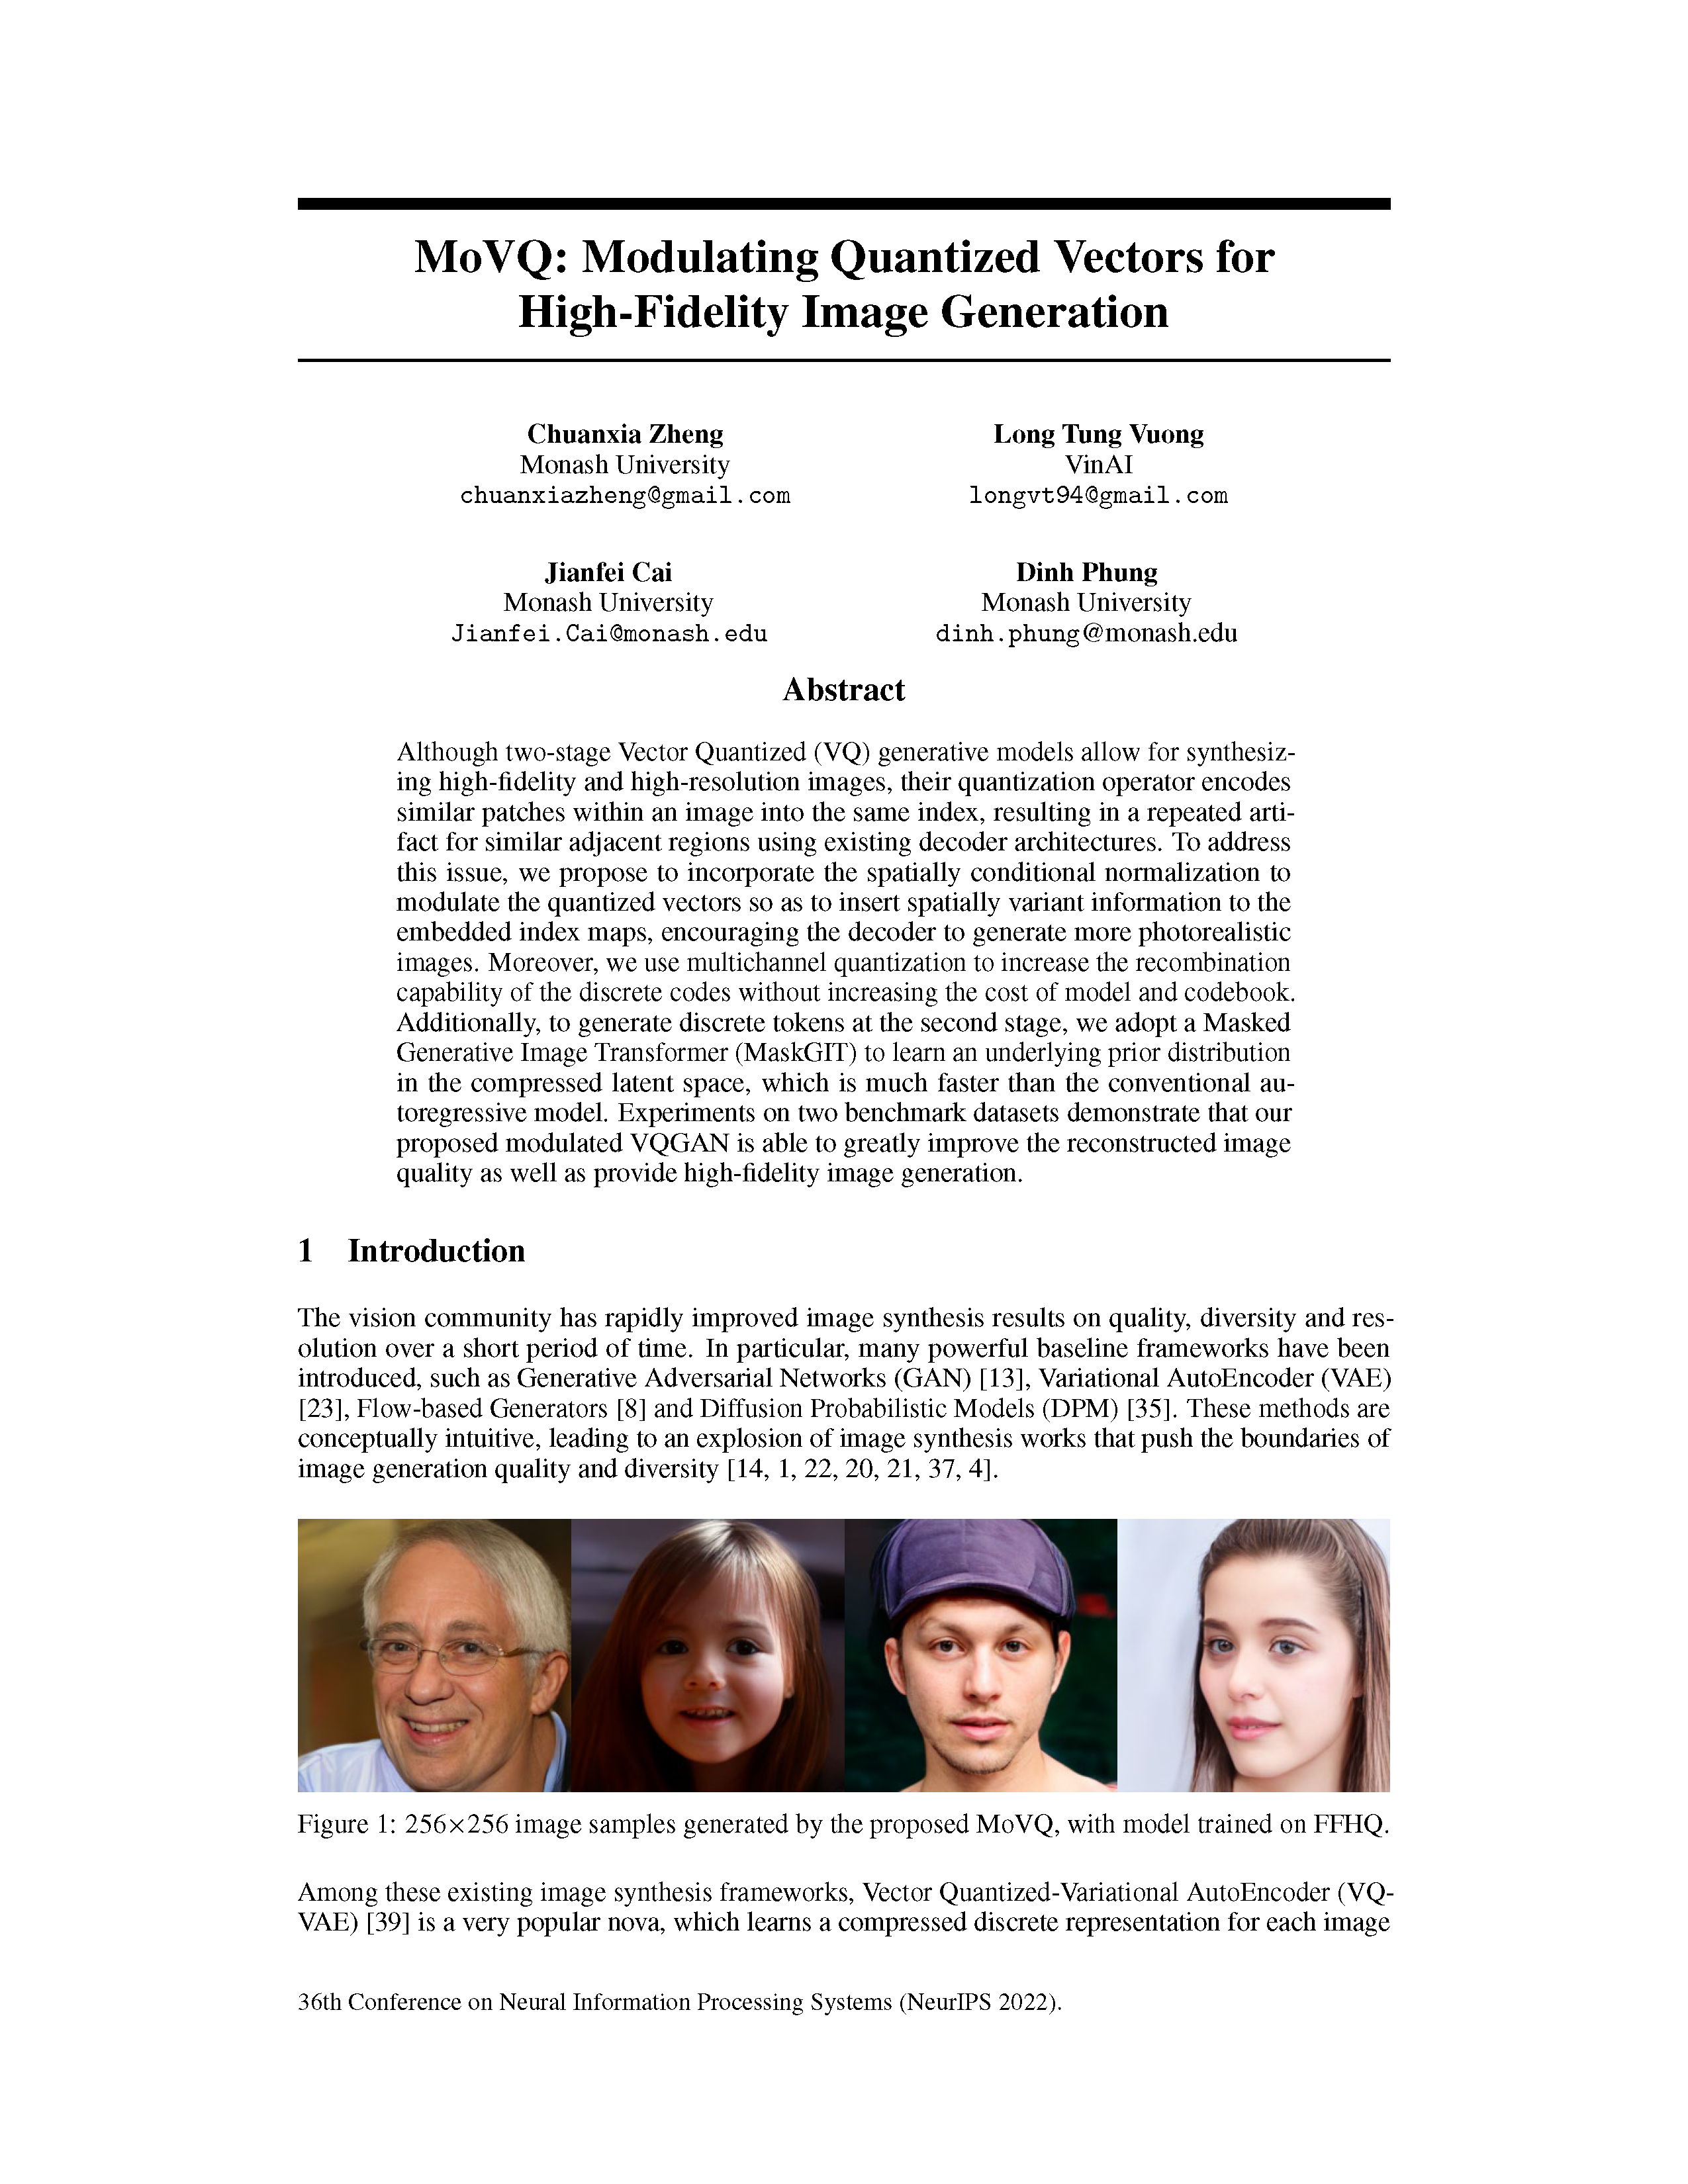 MoVQ: Modulating Quantized Vectors for
High-Fidelity Image Generation
Chuanxia Zheng
Monash University
chuanxiazheng@gmail.com
Long Tung Vuong
VinAI
longvt94@gmail.com
Jianfei Cai
Monash University
Jianfei.Cai@monash.edu
Dinh Phung
Monash University
dinh.phung@monash.edu
Abstract
Although two-stage Vector Quantized (VQ) generative models allow for synthesiz-
ing high-fidelity and high-resolution images, their quantization operator encodes
similar patches within an image into the same index, resulting in a repeated arti-
fact for similar adjacent regions using existing decoder architectures. To address
this issue, we propose to incorporate the spatially conditional normalization to
modulate the quantized vectors so as to insert spatially variant information to the
embedded index maps, encouraging the decoder to generate more photorealistic
images. Moreover, we use multichannel quantization to increase the recombination
capability of the discrete codes without increasing the cost of model and codebook.
Additionally, to generate discrete tokens at the second stage, we adopt a Masked
Generative Image Transformer (MaskGIT) to learn an underlying prior distribution
in the compressed latent space, which is much faster than the conventional au-
toregressive model. Experiments on two benchmark datasets demonstrate that our
proposed modulated VQGAN is able to greatly improve the reconstructed image
quality as well as provide high-fidelity image generation.
1 Introduction
The vision community has rapidly improved image synthesis results on quality, diversity and res-
olution over a short period of time. In particular, many powerful baseline frameworks have been
introduced, such as Generative Adversarial Networks (GAN) [13], Variational AutoEncoder (VAE)
[23], Flow-based Generators [8] and Diffusion Probabilistic Models (DPM) [35]. These methods are
conceptually intuitive, leading to an explosion of image synthesis works that push the boundaries of
image generation quality and diversity [14, 1, 22, 20, 21, 37, 4].
Figure 1: 256×256 image samples generated by the proposed MoVQ, with model trained on FFHQ.
Among these existing image synthesis frameworks, Vector Quantized-Variational AutoEncoder (VQ-
VAE) [39] is a very popular nova, which learns a compressed discrete representation for each image
36th Conference on Neural Information Processing Systems (NeurIPS 2022).